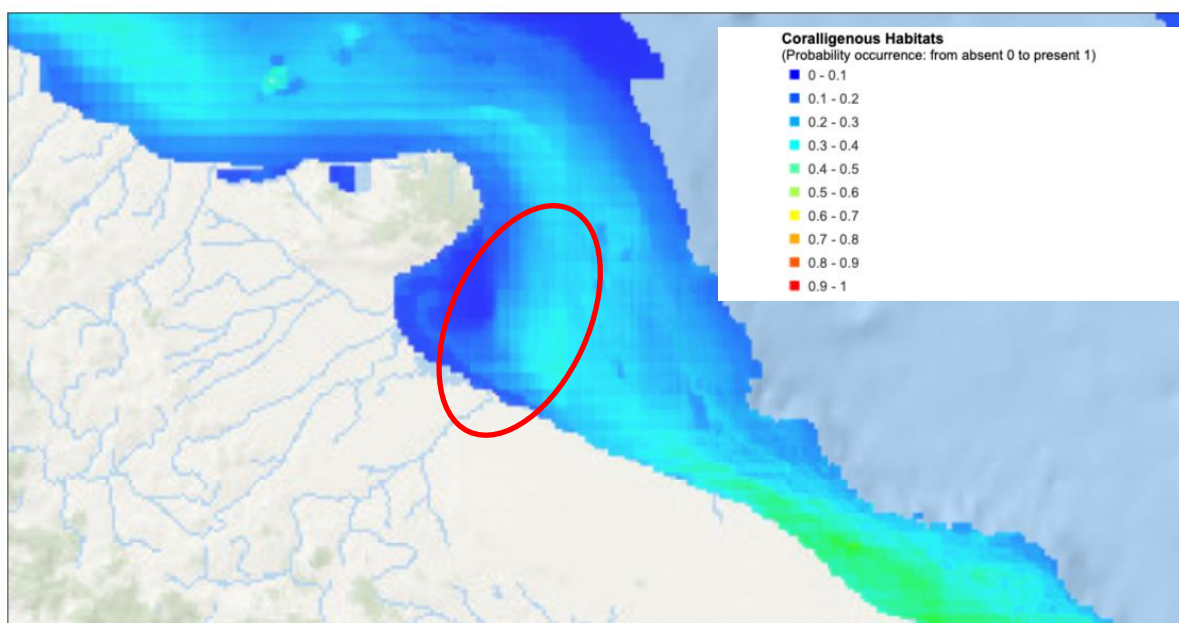 Coralligenous Habitats
(Probability occurrence: from absent 0 to present 1)
0 - 0.1
0.1 - 0.2
0.2 - 0.3
0.3 - 0.4
0.4 - 0.5
0.5 - 0.6
0.6 - 0.7
0.7 - 0.8
0.8 - 0.9
0.9 - 1